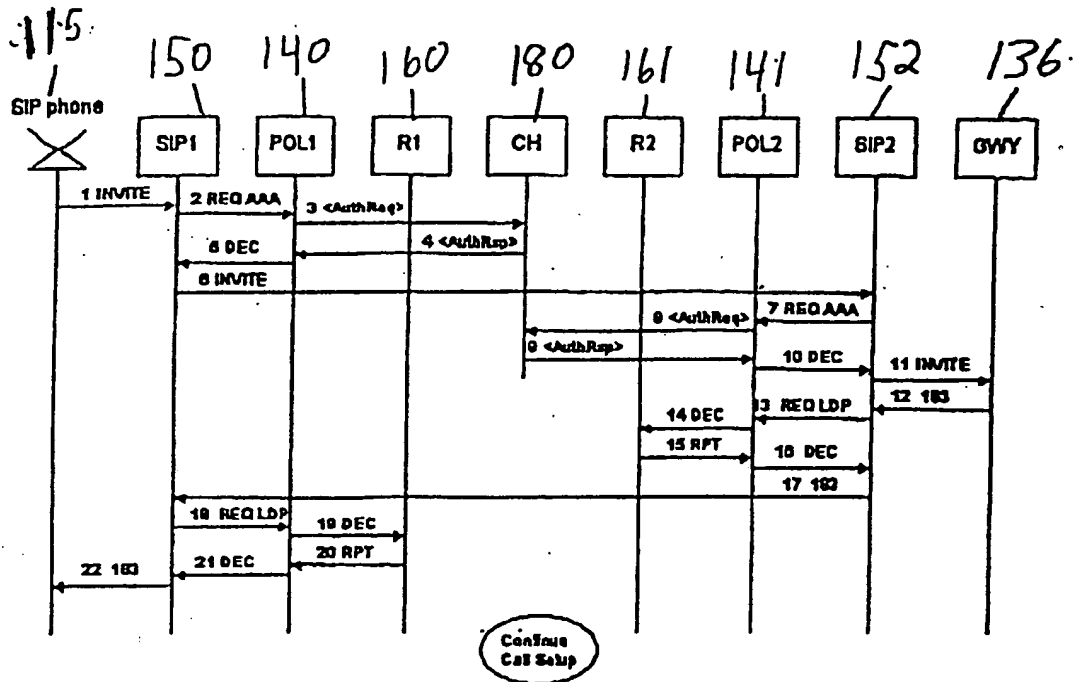 115
150 140 160 180 161 141 152 136
SIP phone
SIP1 POL1 R1 CH R2 POL2 SIP2 GWY
1 INVITE
2 REQ AAA
3 <AuthReq>
4 <AuthRsp>
5 DEC
6 INVITE
7 REQ AAA
8 <AuthReq>
9 <AuthRsp>
10 DEC
11 INVITE
12 183
13 REQ LDP
14 DEC
15 RPT
16 DEC
17 183
18 REQ LDP
19 DEC
20 RPT
21 DEC
22 183
Continue
Call Setup